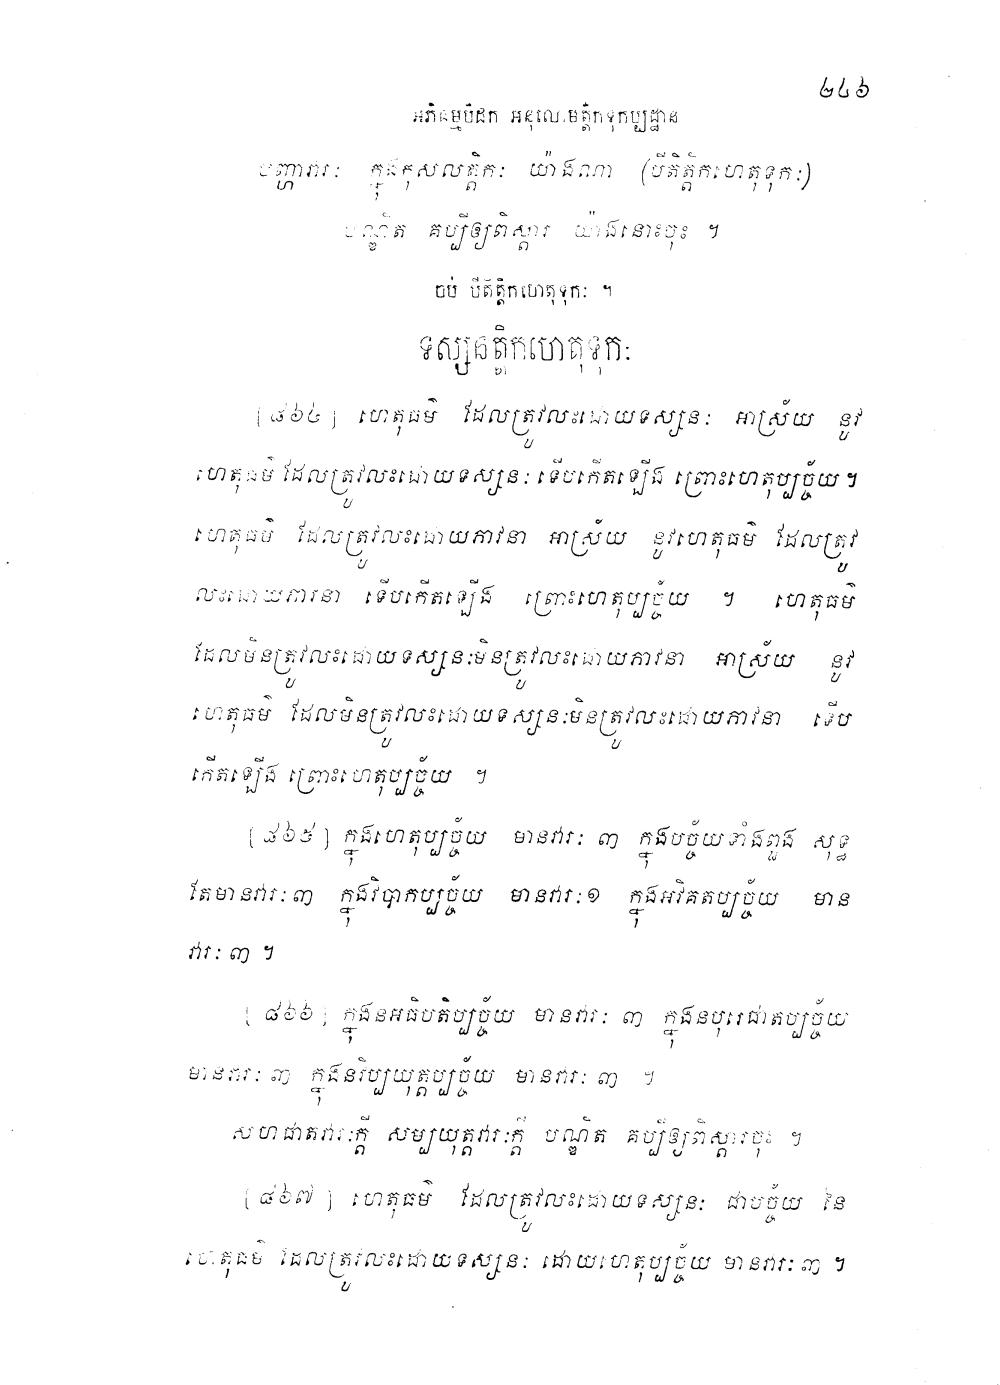 ២៤៦
អភិធម្មបិដក អនុលោមត្តិកទុកប្បដ្ឋាន
បញ្ហាវារៈ ក្នុងកុសលត្តិកៈ យ៉ាងណា (បីតិត្តិកហេតុទុកៈ)
បណ្ឌិត គប្បីឲ្យពិស្តារ យ៉ាងនោះចុះ ។
ចប់ បីតិត្តិកហេតុទុកៈ ។
ទស្សនត្តិកហេតុទុកៈ
[៨៦៤] ហេតុធម៌ ដែលត្រូវលះដោយទស្សនៈ អាស្រ័យ នូវ
ហេតុធម៌ ដែលត្រូវលះដោយទស្សនៈ ទើបកើតឡើង ព្រោះហេតុប្បច្ច័យ ។
ហេតុធម៌ ដែលត្រូវលះដោយភាវនា អាស្រ័យ នូវហេតុធម៌ ដែលត្រូវ
លះដោយភាវនា ទើបកើតឡើង ព្រោះហេតុប្បច្ច័យ ។ ហេតុធម៌
ដែលមិនត្រូវលះដោយទស្សនៈមិនត្រូវលះដោយភាវនា អាស្រ័យ នូវ
ហេតុធម៌ ដែលមិនត្រូវលះដោយទស្សនៈមិនត្រូវលះដោយភាវនា ទើប
កើតឡើង ព្រោះហេតុប្បច្ច័យ ។
[៨៦៥] ក្នុងហេតុប្បច្ច័យ មានវារៈ ៣ ក្នុងបច្ច័យទាំងពួង សុទ្ធ
តែមានវារៈ ៣ ក្នុងវិបាកប្បច្ច័យ មានវារៈ ១ ក្នុងអវិគតប្បច្ច័យ មាន
វារៈ ៣ ។
[៨៦៦] ក្នុងនអធិបតិប្បច្ច័យ មានវារៈ ៣ ក្នុងនបុរេជាតប្បច្ច័យ
មានវារៈ ៣ ក្នុងនវិប្បយុត្តប្បច្ច័យ មានវារៈ ៣ ។
សហជាតវារៈក្តី សម្បយុត្តវារៈក្តី បណ្ឌិត គប្បីឲ្យពិស្តារចុះ ។
[៨៦៧] ហេតុធម៌ ដែលត្រូវលះដោយទស្សនៈ ជាបច្ច័យ នៃ
ហេតុធម៌ ដែលត្រូវលះដោយទស្សនៈ ដោយហេតុប្បច្ច័យ មានវារៈ ៣ ។